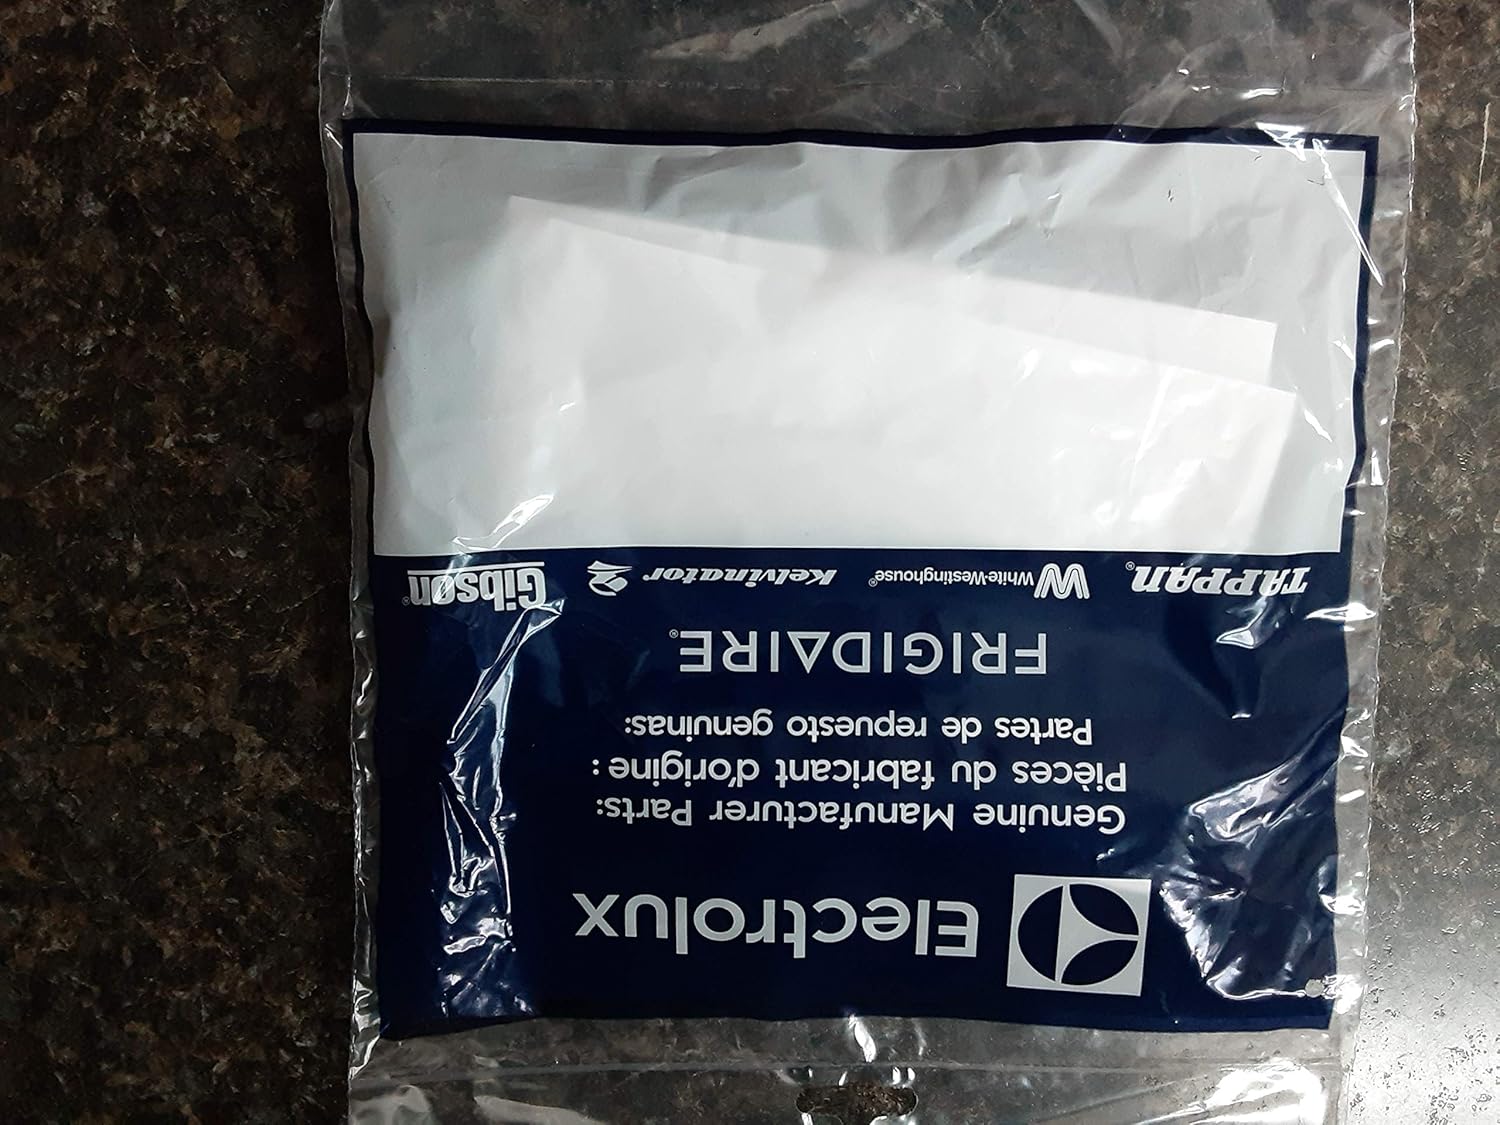 Electrolux
Genuine Manufacturer Parts:
Pièces du fabricant d'origine :
Partes de repuesto genuinas:
FRIGIDAIRE®
TAPPAN® White-Westinghouse® Kelvinator Gibson®